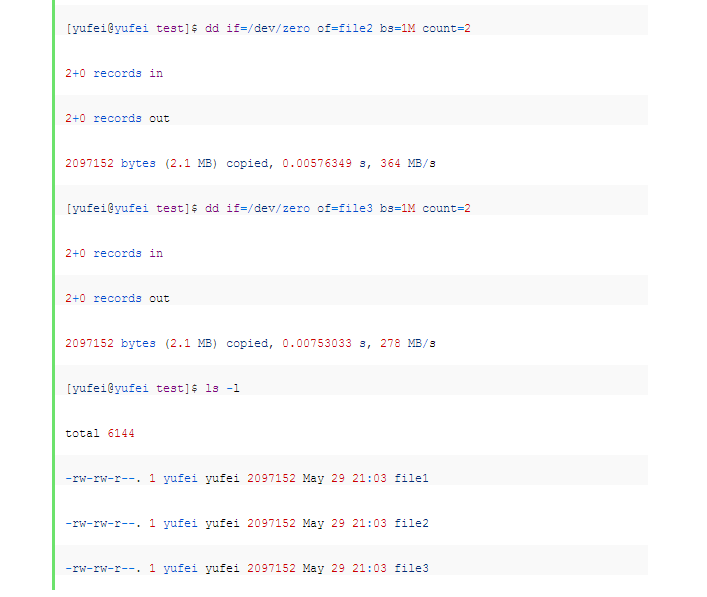 [yufei@yufei test]$ dd if=/dev/zero of=file2 bs=1M count=2
2+0 records in
2+0 records out
2097152 bytes (2.1 MB) copied, 0.00576349 s, 364 MB/s
[yufei@yufei test]$ dd if=/dev/zero of=file3 bs=1M count=2
2+0 records in
2+0 records out
2097152 bytes (2.1 MB) copied, 0.00753033 s, 278 MB/s
[yufei@yufei test]$ ls -l
total 6144
-rw-rw-r--. 1 yufei yufei 2097152 May 29 21:03 file1
-rw-rw-r--. 1 yufei yufei 2097152 May 29 21:03 file2
-rw-rw-r--. 1 yufei yufei 2097152 May 29 21:03 file3